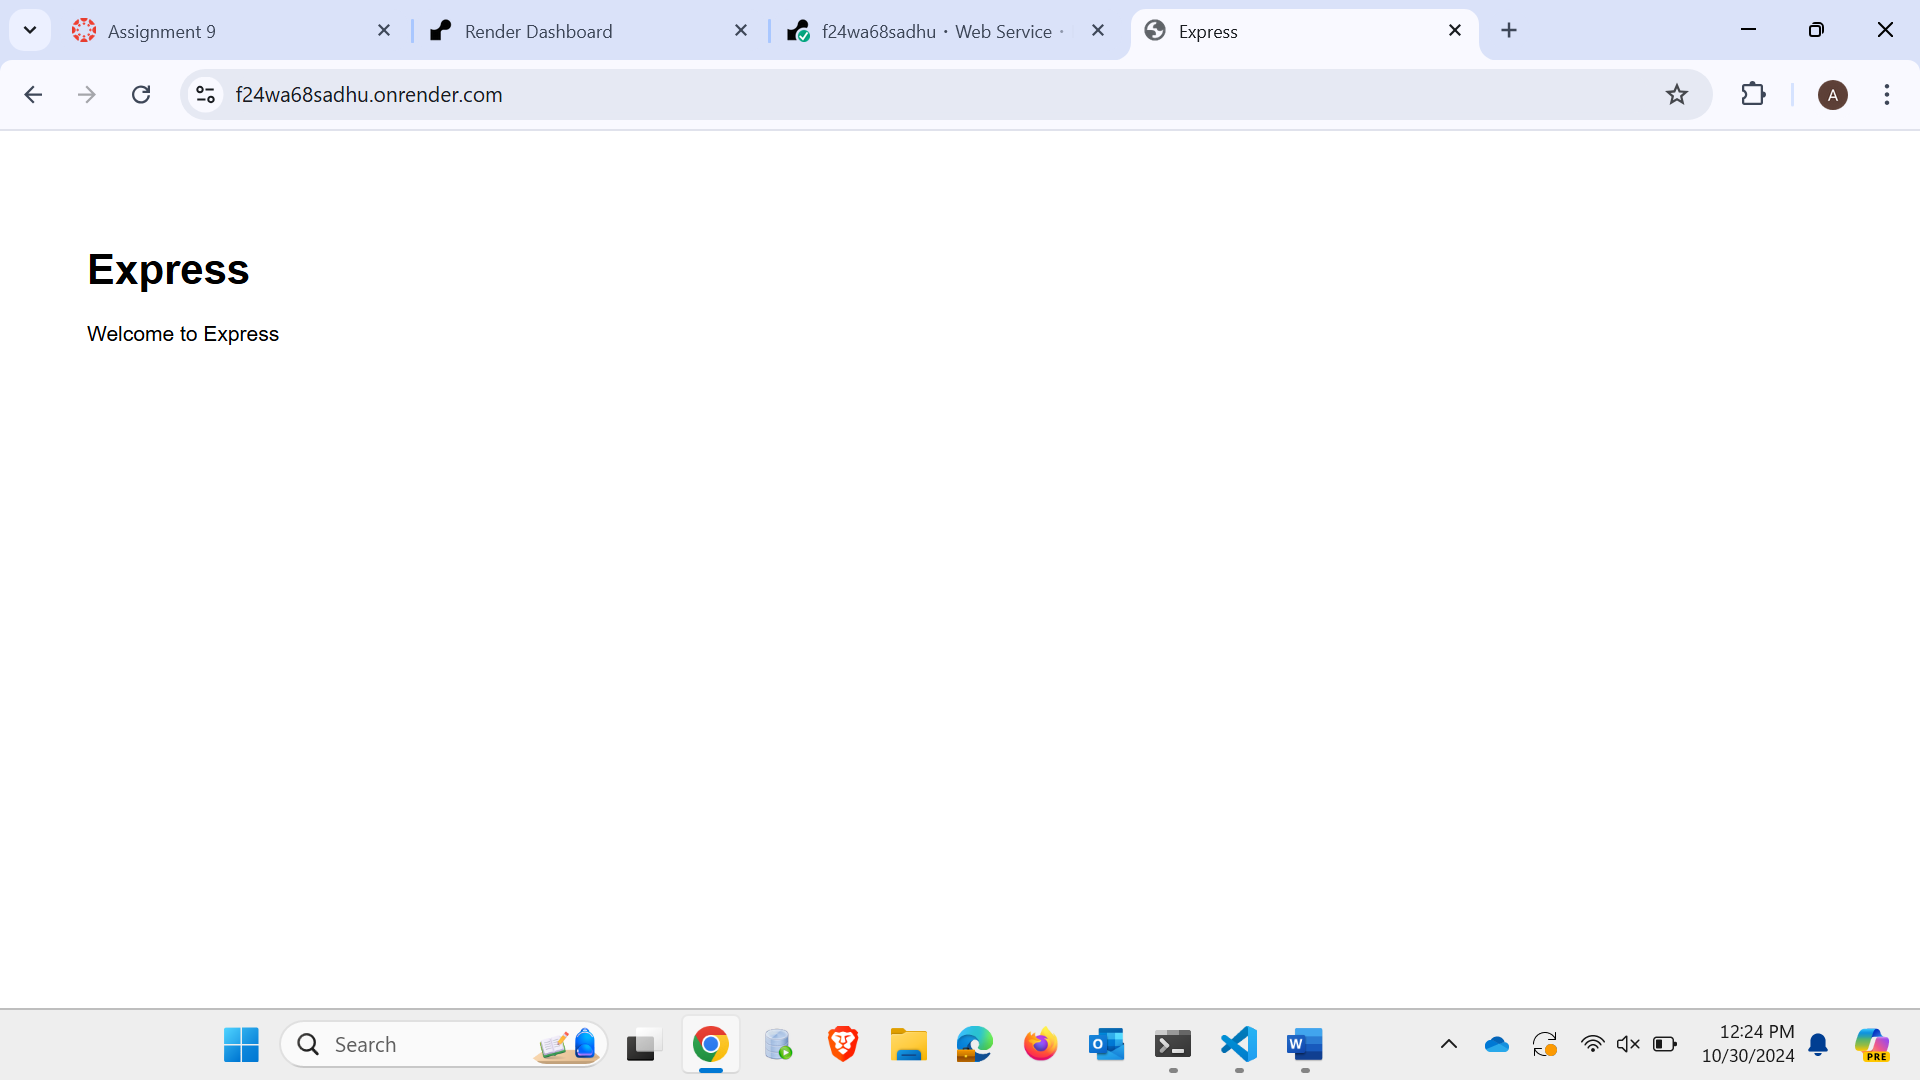 Assignment 9
Render Dashboard
f24wa68sadhu · Web Service ·
Express
f24wa68sadhu.onrender.com
A
Express
Welcome to Express
Search
12:24 PM
10/30/2024
PRE